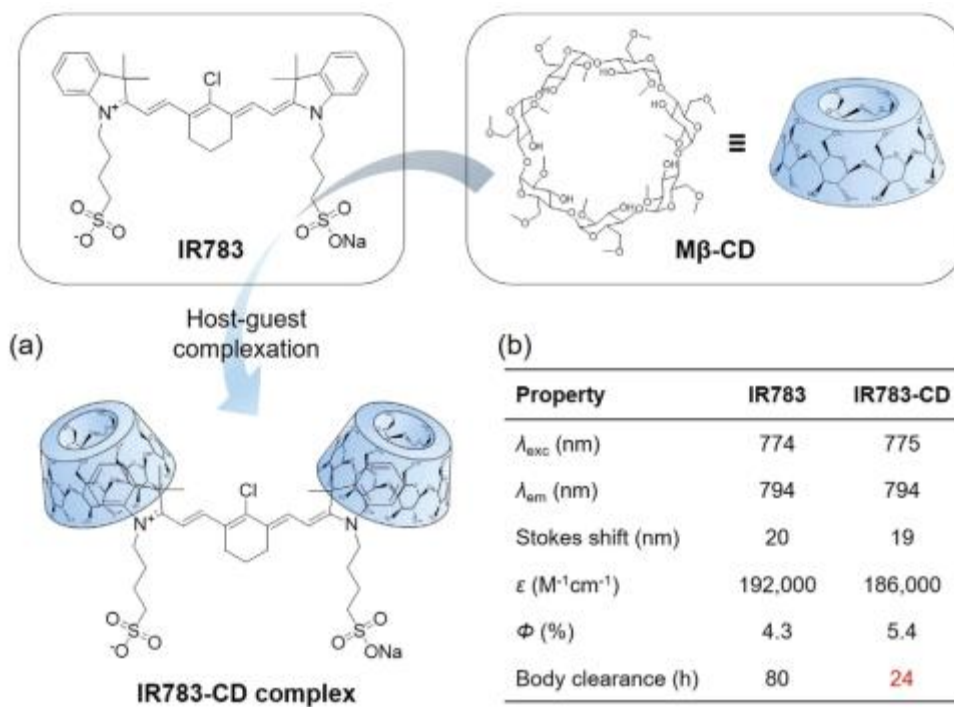 Cl
N+
N
O
S
O
-O
O
S
O
ONa
IR783
OH
HO
≡
Mβ-CD
Host-guest
complexation
(a)
Cl
N+
N
O
S
O
-O
O
S
O
ONa
IR783-CD complex
(b)
Property IR783 IR783-CD
λexc (nm) 774 775
λem (nm) 794 794
Stokes shift (nm) 20 19
ε (M-1cm-1) 192,000 186,000
Φ (%) 4.3 5.4
Body clearance (h) 80 24